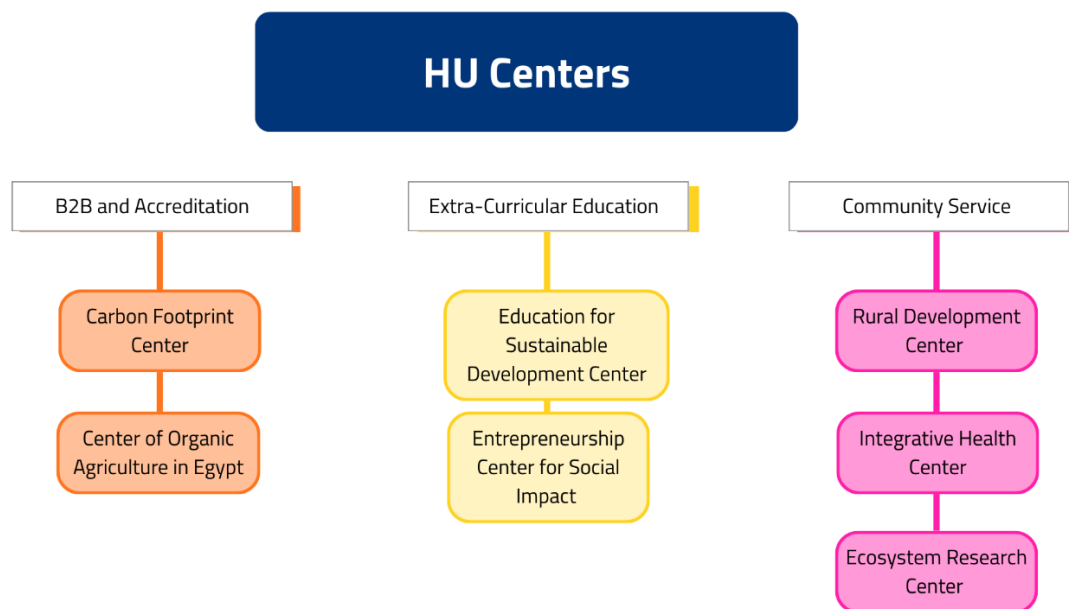 HU Centers
B2B and Accreditation
Carbon Footprint
Center
Center of Organic
Agriculture in Egypt
Extra-Curricular Education
Education for
Sustainable
Development Center
Entrepreneurship
Center for Social
Impact
Community Service
Rural Development
Center
Integrative Health
Center
Ecosystem Research
Center